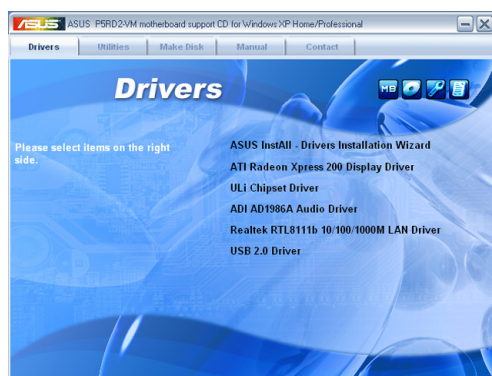 ASUS ASUS P5RD2-VM motherboard support CD for Windows XP Home/Professional
Drivers Utilities Make Disk Manual Contact
Drivers
MB
Please select items on the right
side.
ASUS InstAll - Drivers Installation Wizard
ATI Radeon Xpress 200 Display Driver
ULi Chipset Driver
ADI AD1986A Audio Driver
Realtek RTL8111b 10/100/1000M LAN Driver
USB 2.0 Driver